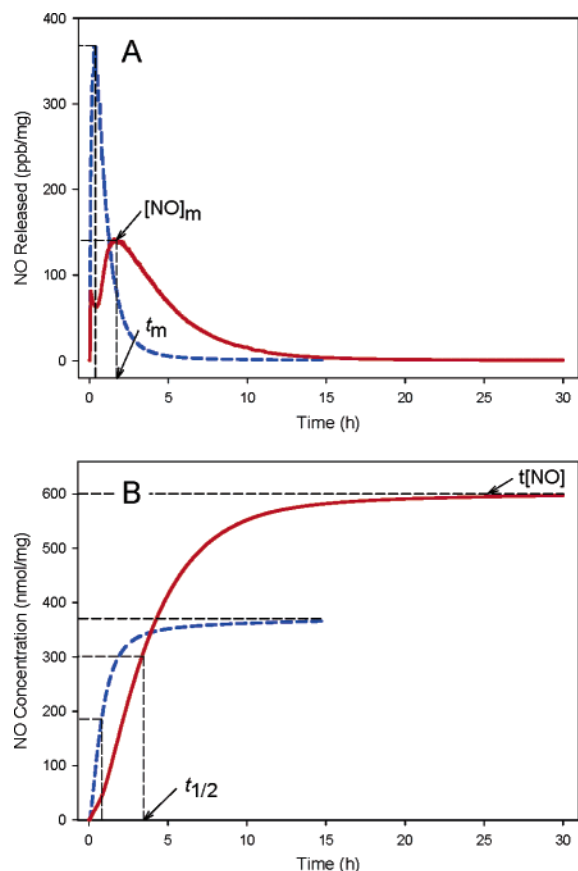 A
400
300
200
100
0
NO Released (ppb/mg)
[NO]m
tm
0 5 10 15 20 25 30
Time (h)
B
t[NO]
600
500
400
300
200
100
0
NO Concentration (nmol/mg)
t1/2
0 5 10 15 20 25 30
Time (h)